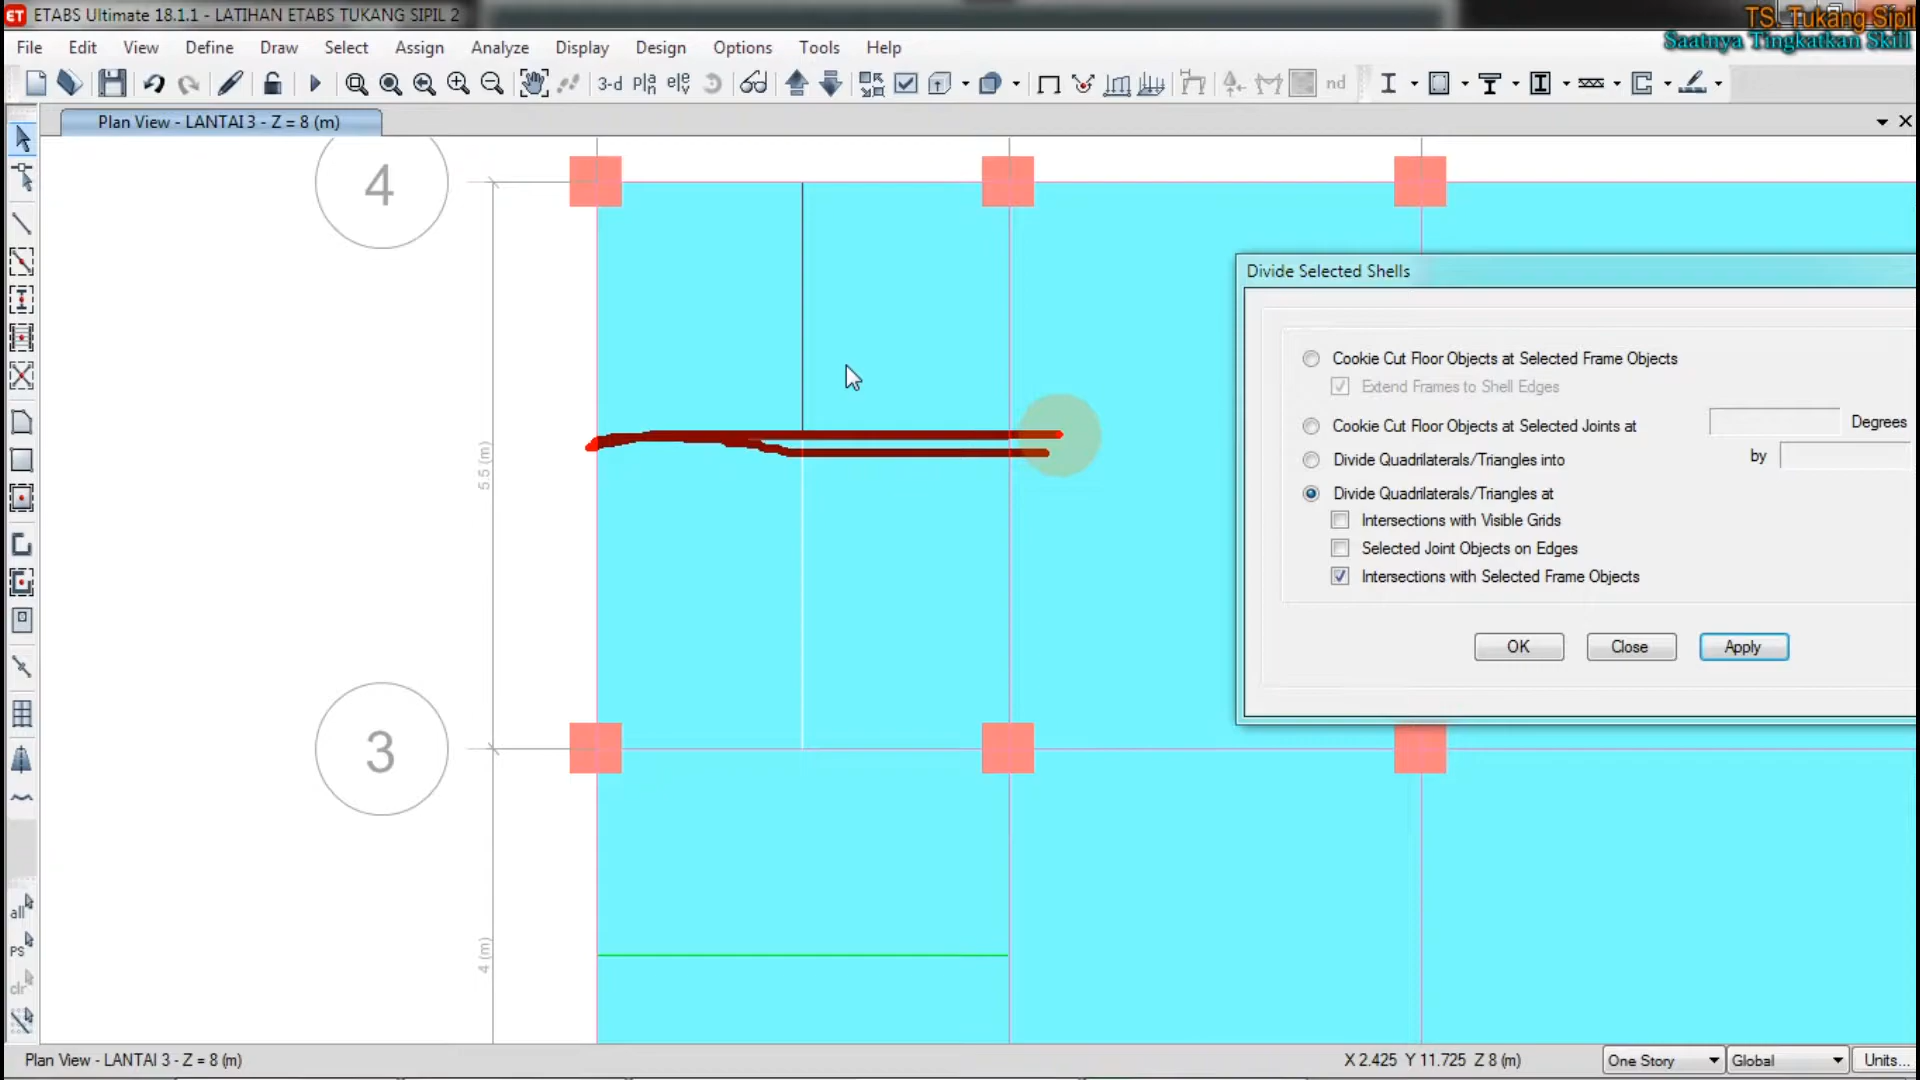 ETABS Ultimate 18.1.1 - LATIHAN ETABS TUKANG SIPIL 2
TS. Tukang Sipil
Saatnya Tingkatkan Skill
File Edit View Define Draw Select Assign Analyze Display Design Options Tools Help
3-d
nd
Plan View - LANTAI 3 - Z = 8 (m)
4
5.5 (m)
3
4 (m)
Divide Selected Shells
Cookie Cut Floor Objects at Selected Frame Objects
Extend Frames to Shell Edges
Cookie Cut Floor Objects at Selected Joints at Degrees
Divide Quadrilaterals/Triangles into by
Divide Quadrilaterals/Triangles at
Intersections with Visible Grids
Selected Joint Objects on Edges
Intersections with Selected Frame Objects
OK Close Apply
all
PS
clr
Plan View - LANTAI 3 - Z = 8 (m) X 2.425 Y 11.725 Z 8 (m) One Story Global Units...